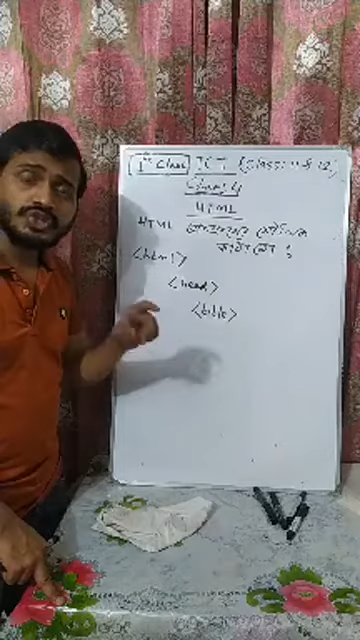 1st Class ICT (Class: 11 & 12)
Chap: 4
HTML
HTML প্রোগ্রামের মৌলিক
কাঠামো :
<html>
<head>
<title>